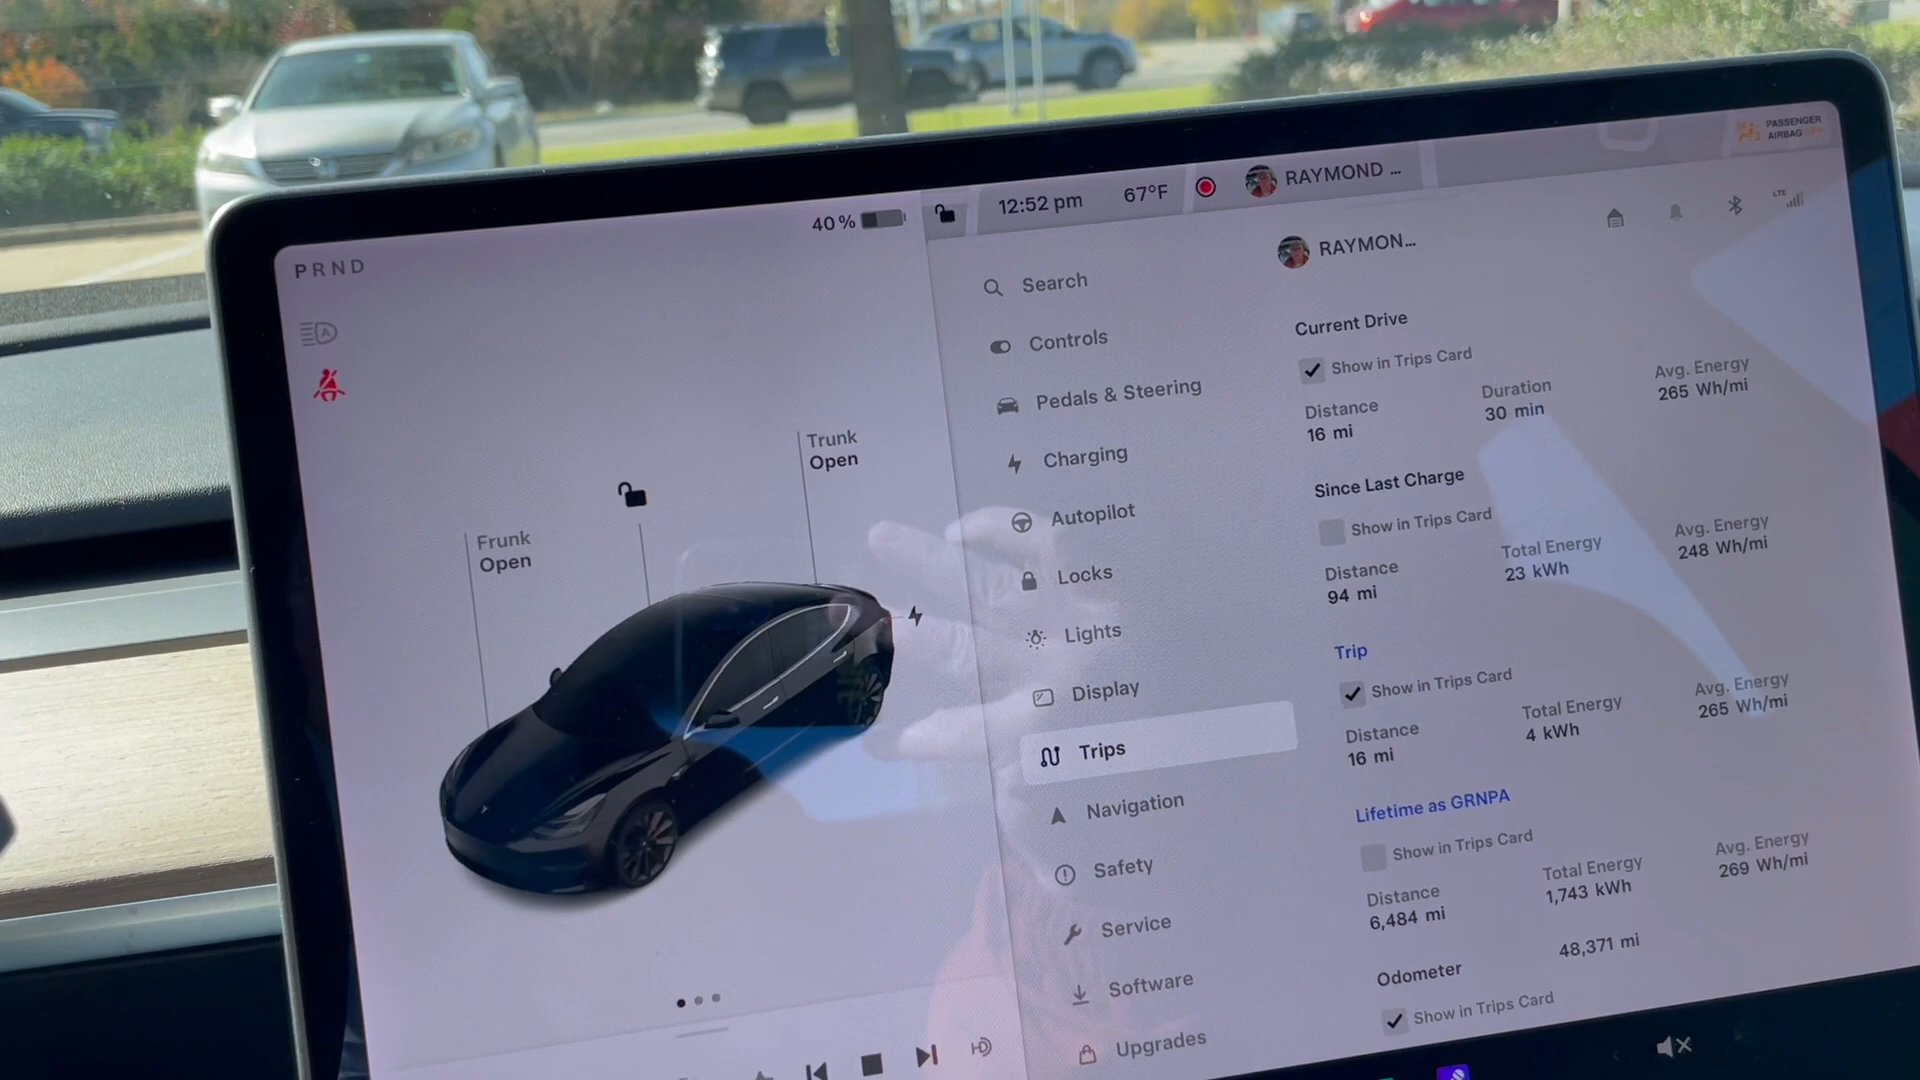 PASSENGER
AIRBAG OFF
40 %
12:52 pm
67°F
RAYMOND ...
LTE
PRND
Search
RAYMON...
Controls
Pedals & Steering
Charging
Autopilot
Locks
Lights
Display
Trips
Navigation
Safety
Service
Software
Upgrades
Trunk
Open
Frunk
Open
Current Drive
Show in Trips Card
Distance
16 mi
Duration
30 min
Avg. Energy
265 Wh/mi
Since Last Charge
Show in Trips Card
Distance
94 mi
Total Energy
23 kWh
Avg. Energy
248 Wh/mi
Trip
Show in Trips Card
Distance
16 mi
Total Energy
4 kWh
Avg. Energy
265 Wh/mi
Lifetime as GRNPA
Show in Trips Card
Distance
6,484 mi
Total Energy
1,743 kWh
Avg. Energy
269 Wh/mi
Odometer
48,371 mi
Show in Trips Card